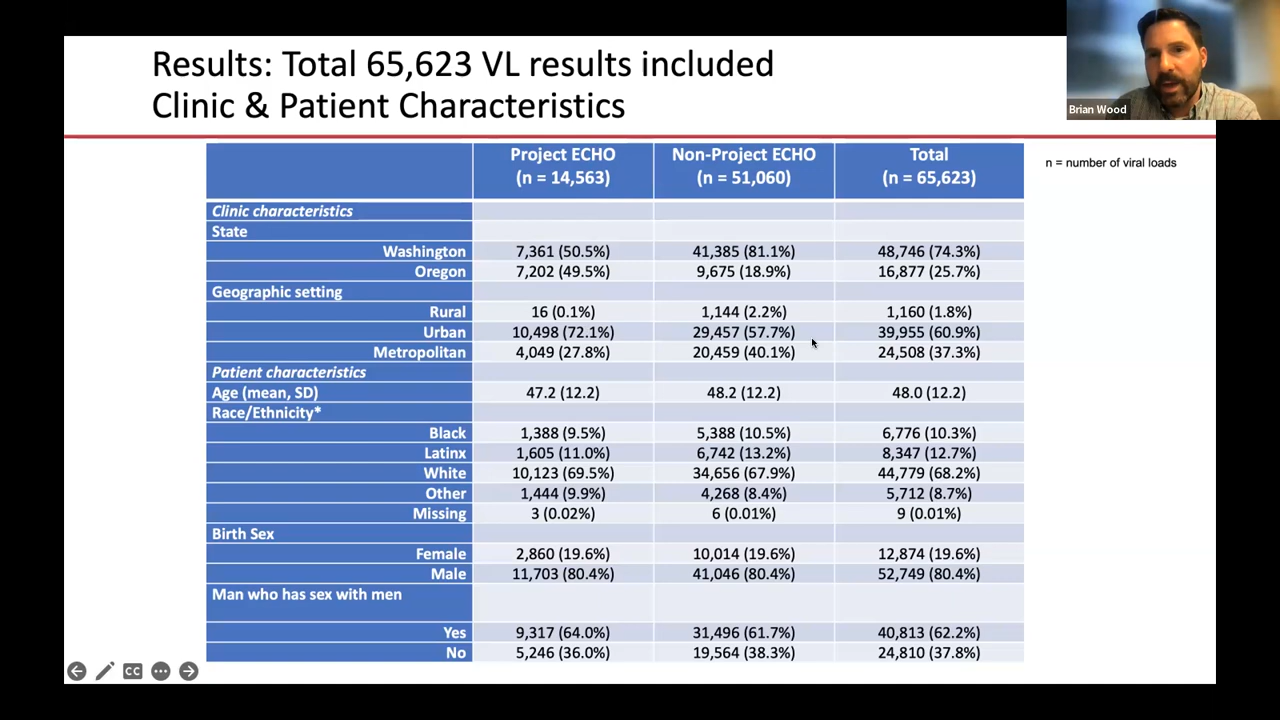 Results: Total 65,623 VL results included
Clinic & Patient Characteristics
Brian Wood
n = number of viral loads
Project ECHO (n = 14,563) Non-Project ECHO (n = 51,060) Total (n = 65,623)
Clinic characteristics
State
Washington 7,361 (50.5%) 41,385 (81.1%) 48,746 (74.3%)
Oregon 7,202 (49.5%) 9,675 (18.9%) 16,877 (25.7%)
Geographic setting
Rural 16 (0.1%) 1,144 (2.2%) 1,160 (1.8%)
Urban 10,498 (72.1%) 29,457 (57.7%) 39,955 (60.9%)
Metropolitan 4,049 (27.8%) 20,459 (40.1%) 24,508 (37.3%)
Patient characteristics
Age (mean, SD) 47.2 (12.2) 48.2 (12.2) 48.0 (12.2)
Race/Ethnicity*
Black 1,388 (9.5%) 5,388 (10.5%) 6,776 (10.3%)
Latinx 1,605 (11.0%) 6,742 (13.2%) 8,347 (12.7%)
White 10,123 (69.5%) 34,656 (67.9%) 44,779 (68.2%)
Other 1,444 (9.9%) 4,268 (8.4%) 5,712 (8.7%)
Missing 3 (0.02%) 6 (0.01%) 9 (0.01%)
Birth Sex
Female 2,860 (19.6%) 10,014 (19.6%) 12,874 (19.6%)
Male 11,703 (80.4%) 41,046 (80.4%) 52,749 (80.4%)
Man who has sex with men
Yes 9,317 (64.0%) 31,496 (61.7%) 40,813 (62.2%)
No 5,246 (36.0%) 19,564 (38.3%) 24,810 (37.8%)
CC